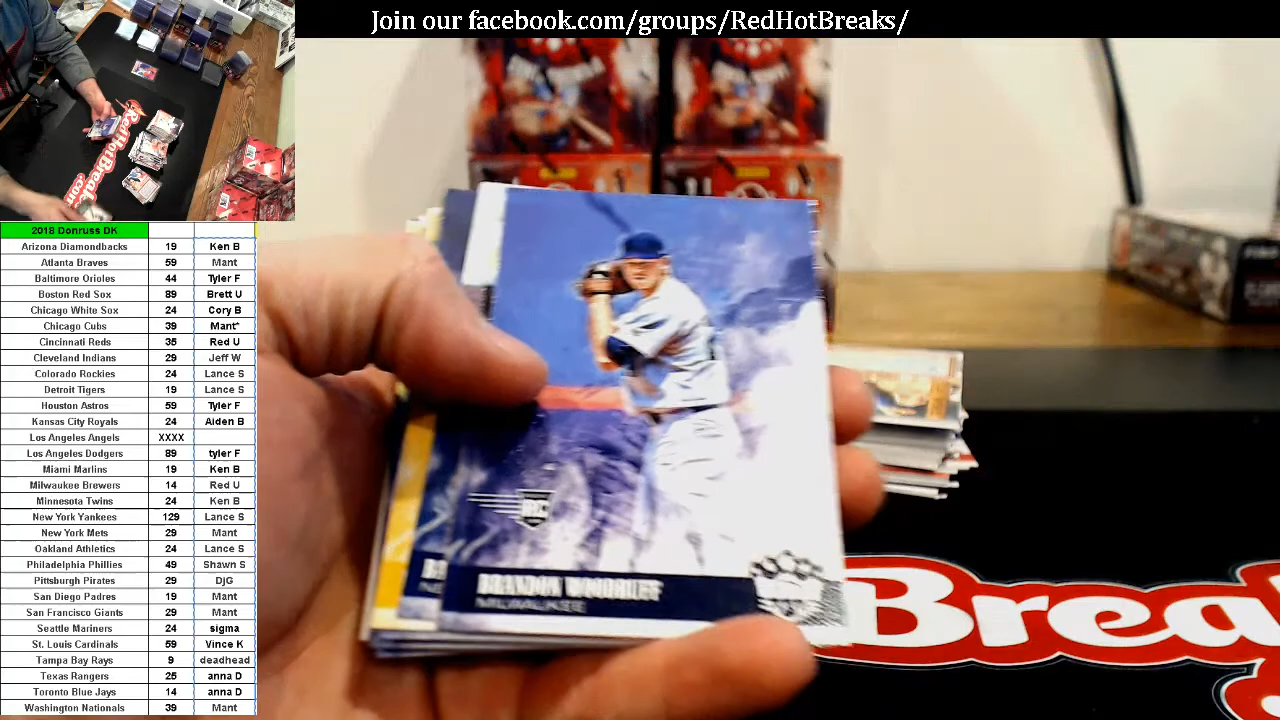 Join our facebook.com/groups/RedHotBreaks/
2018 Donruss DK
Arizona Diamondbacks 19 Ken B
Atlanta Braves 59 Mant
Baltimore Orioles 44 Tyler F
Boston Red Sox 89 Brett U
Chicago White Sox 24 Cory B
Chicago Cubs 39 Mant*
Cincinnati Reds 35 Red U
Cleveland Indians 29 Jeff W
Colorado Rockies 24 Lance S
Detroit Tigers 19 Lance S
Houston Astros 59 Tyler F
Kansas City Royals 24 Aiden B
Los Angeles Angels XXXX
Los Angeles Dodgers 89 tyler F
Miami Marlins 19 Ken B
Milwaukee Brewers 14 Red U
Minnesota Twins 24 Ken B
New York Yankees 129 Lance S
New York Mets 29 Mant
Oakland Athletics 24 Lance S
Philadelphia Phillies 49 Shawn S
Pittsburgh Pirates 29 DjG
San Diego Padres 19 Mant
San Francisco Giants 29 Mant
Seattle Mariners 24 sigma
St. Louis Cardinals 59 Vince K
Tampa Bay Rays 9 deadhead
Texas Rangers 25 anna D
Toronto Blue Jays 14 anna D
Washington Nationals 39 Mant
RedHotBreaks
.com
RC
BRANDON WOODRUFF
MILWAUKEE
Brea